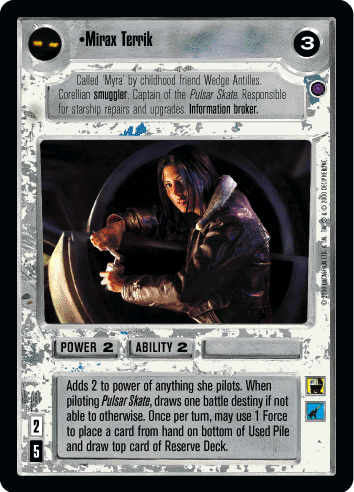 •Mirax Terrik
3
Called 'Myra' by childhood friend Wedge Antilles.
Corellian smuggler. Captain of the Pulsar Skate. Responsible
for starship repairs and upgrades. Information broker.
POWER 2 ABILITY 2
Adds 2 to power of anything she pilots. When
piloting Pulsar Skate, draws one battle destiny if not
able to otherwise. Once per turn, may use 1 Force
to place a card from hand on bottom of Used Pile
and draw top card of Reserve Deck.
2
5